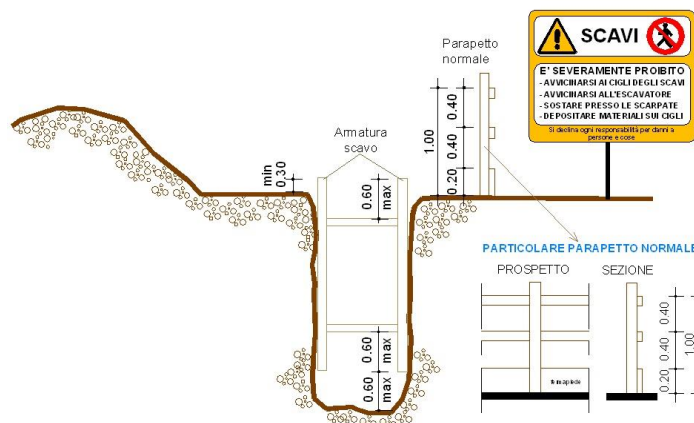 SCAVI
E' SEVERAMENTE PROIBITO
- AVVICINARSI AI CIGLI DEGLI SCAVI
- AVVICINARSI ALL'ESCAVATORE
- SOSTARE PRESSO LE SCARPATE
- DEPOSITARE MATERIALI SUI CIGLI
Si declina ogni responsabilità per danni a
persone e cose
Parapetto
normale
1.00
0.40
0.40
0.20
Armatura
scavo
min
0.30
0.60
max
0.60
max
0.60
max
PARTICOLARE PARAPETTO NORMALE
PROSPETTO
SEZIONE
0.40
0.40
0.20
1.00